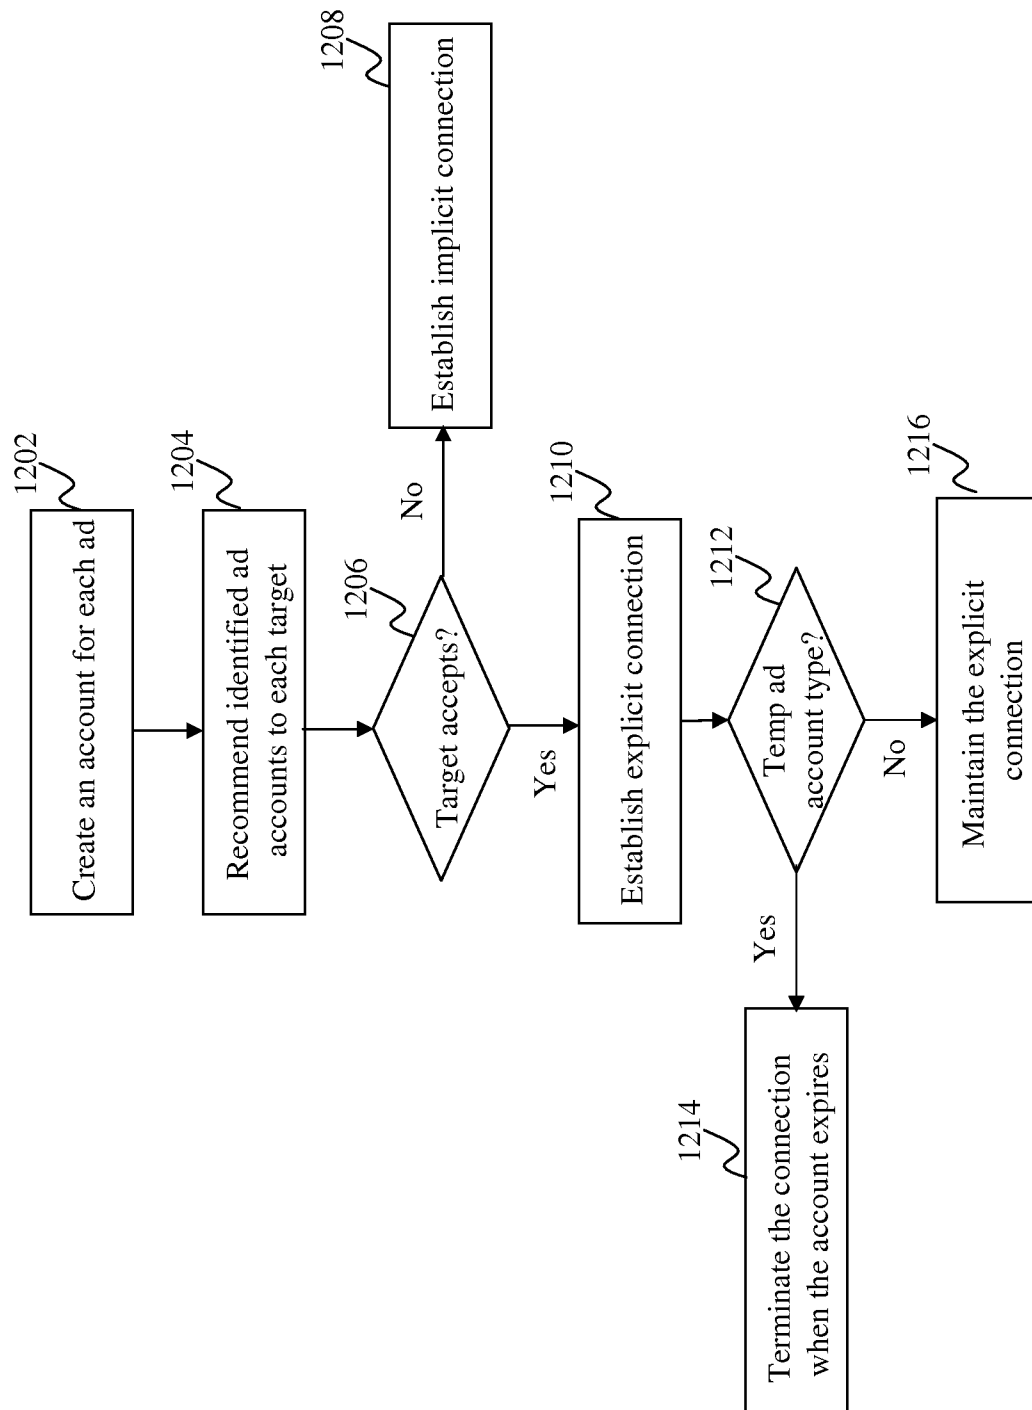 1202
Create an account for each ad
1204
Recommend identified ad
accounts to each target
1206
Target accepts?
No
1208
Establish implicit connection
Yes
1210
Establish explicit connection
1212
Temp ad
account type?
Yes
1214
Terminate the connection
when the account expires
No
1216
Maintain the explicit
connection